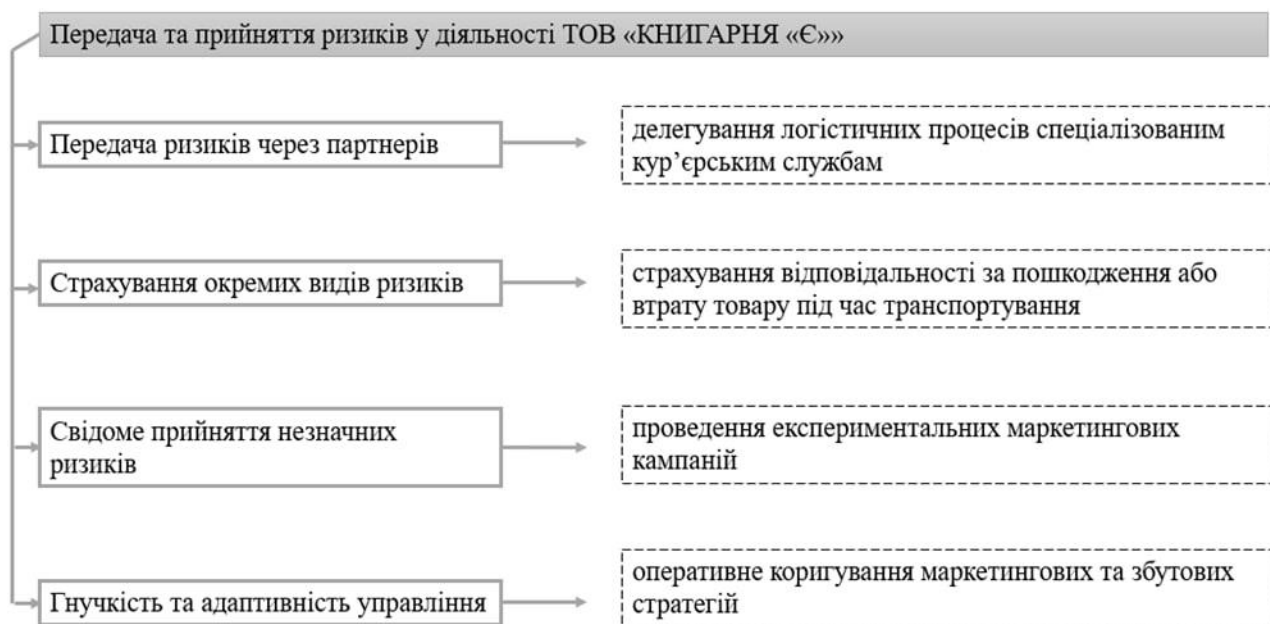 Передача та прийняття ризиків у діяльності ТОВ «КНИГАРНЯ «Є»»
Передача ризиків через партнерів
делегування логістичних процесів спеціалізованим
кур’єрським службам
Страхування окремих видів ризиків
страхування відповідальності за пошкодження або
втрату товару під час транспортування
Свідоме прийняття незначних
ризиків
проведення експериментальних маркетингових
кампаній
Гнучкість та адаптивність управління
оперативне коригування маркетингових та збутових
стратегій